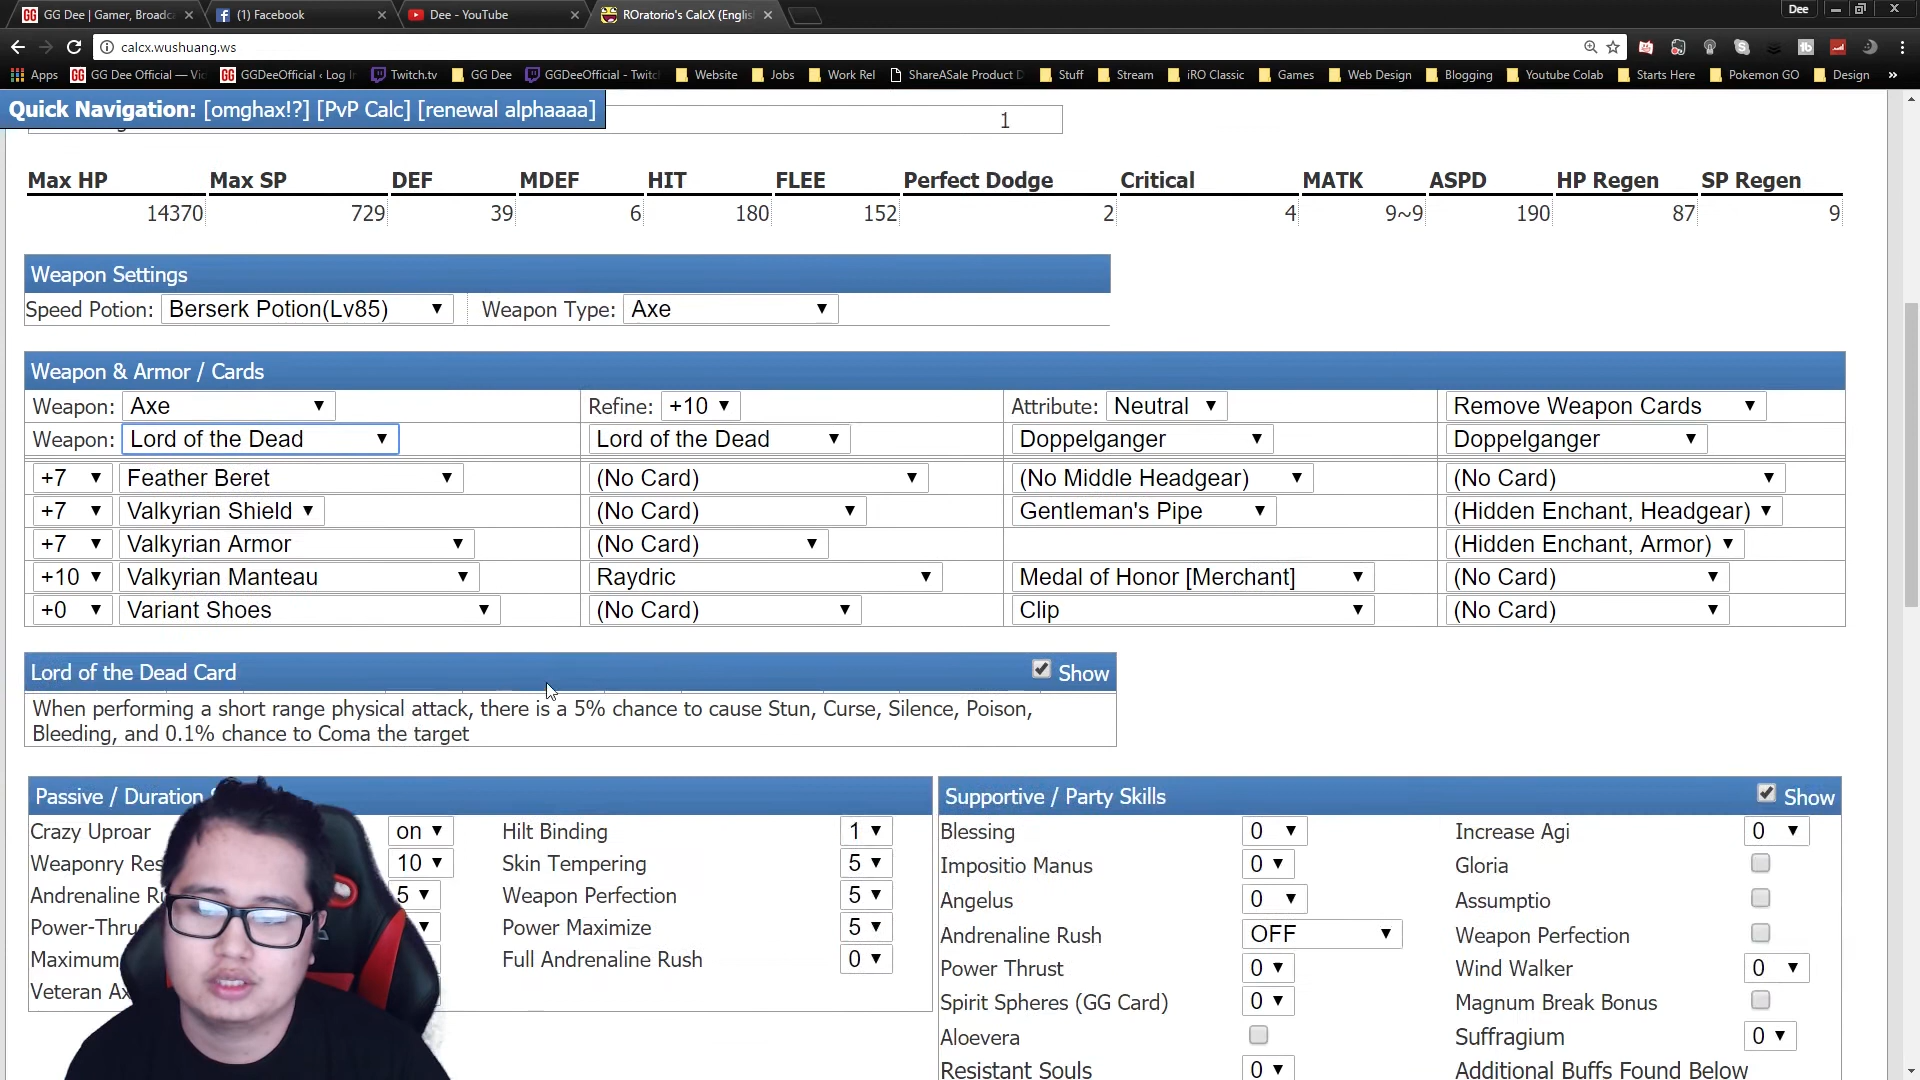 GG Dee | Gamer, Broadc
(1) Facebook
Dee - YouTube
ROratorio's CalcX (Englis
Dee
calcx.wushuang.ws
Apps
GG Dee Official — Vi
GGDeeOfficial ‹ Log I
Twitch.tv
GG Dee
GGDeeOfficial - Twitc
Website
Jobs
Work Rel
ShareASale Product D
Stuff
Stream
iRO Classic
Games
Web Design
Blogging
Youtube Colab
Starts Here
Pokemon GO
Design
»
Quick Navigation: [omghax!?] [PvP Calc] [renewal alphaaaa]
1
Max HP Max SP DEF MDEF HIT FLEE Perfect Dodge Critical MATK ASPD HP Regen SP Regen
14370 729 39 6 180 152 2 4 9~9 190 87 9
Weapon Settings
Speed Potion: Berserk Potion(Lv85) Weapon Type: Axe
Weapon & Armor / Cards
Weapon: Axe Refine: +10 Attribute: Neutral Remove Weapon Cards
Weapon: Lord of the Dead Lord of the Dead Doppelganger Doppelganger
+7 Feather Beret (No Card) (No Middle Headgear) (No Card)
+7 Valkyrian Shield (No Card) Gentleman's Pipe (Hidden Enchant, Headgear)
+7 Valkyrian Armor (No Card) (Hidden Enchant, Armor)
+10 Valkyrian Manteau Raydric Medal of Honor [Merchant] (No Card)
+0 Variant Shoes (No Card) Clip (No Card)
Lord of the Dead Card Show
When performing a short range physical attack, there is a 5% chance to cause Stun, Curse, Silence, Poison,
Bleeding, and 0.1% chance to Coma the target
Passive / Duration
Crazy Uproar on Hilt Binding 1
Weaponry Res 10 Skin Tempering 5
Andrenaline R 5 Weapon Perfection 5
Power-Thru Power Maximize 5
Maximum Full Andrenaline Rush 0
Veteran Ax
Supportive / Party Skills Show
Blessing 0 Increase Agi 0
Impositio Manus 0 Gloria
Angelus 0 Assumptio
Andrenaline Rush OFF Weapon Perfection
Power Thrust 0 Wind Walker 0
Spirit Spheres (GG Card) 0 Magnum Break Bonus
Aloevera Suffragium 0
Resistant Souls 0 Additional Buffs Found Below